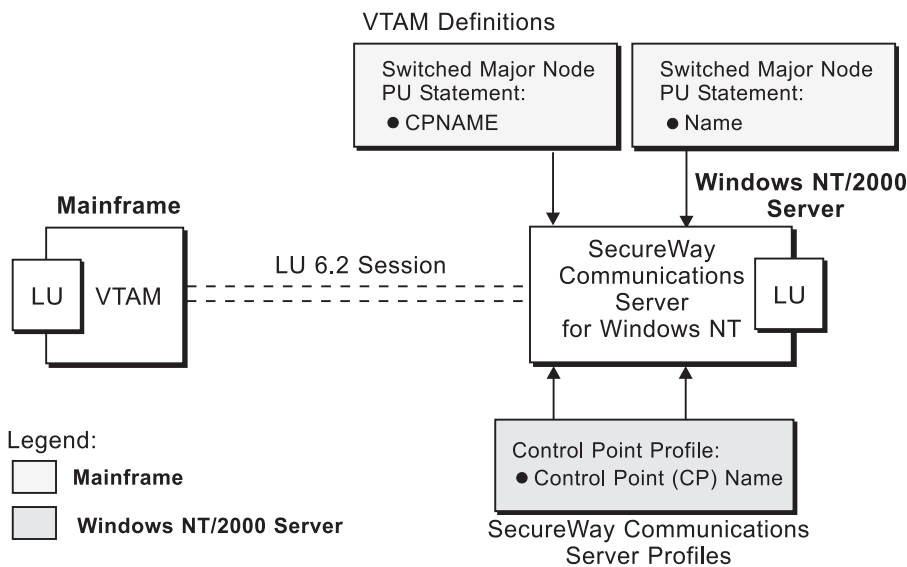 VTAM Definitions
Switched Major Node
PU Statement:
● CPNAME
Switched Major Node
PU Statement:
● Name
Windows NT/2000
Server
Mainframe
LU
VTAM
LU 6.2 Session
SecureWay
Communications
Server
for Windows NT
LU
Control Point Profile:
● Control Point (CP) Name
SecureWay Communications
Server Profiles
Legend:
Mainframe
Windows NT/2000 Server